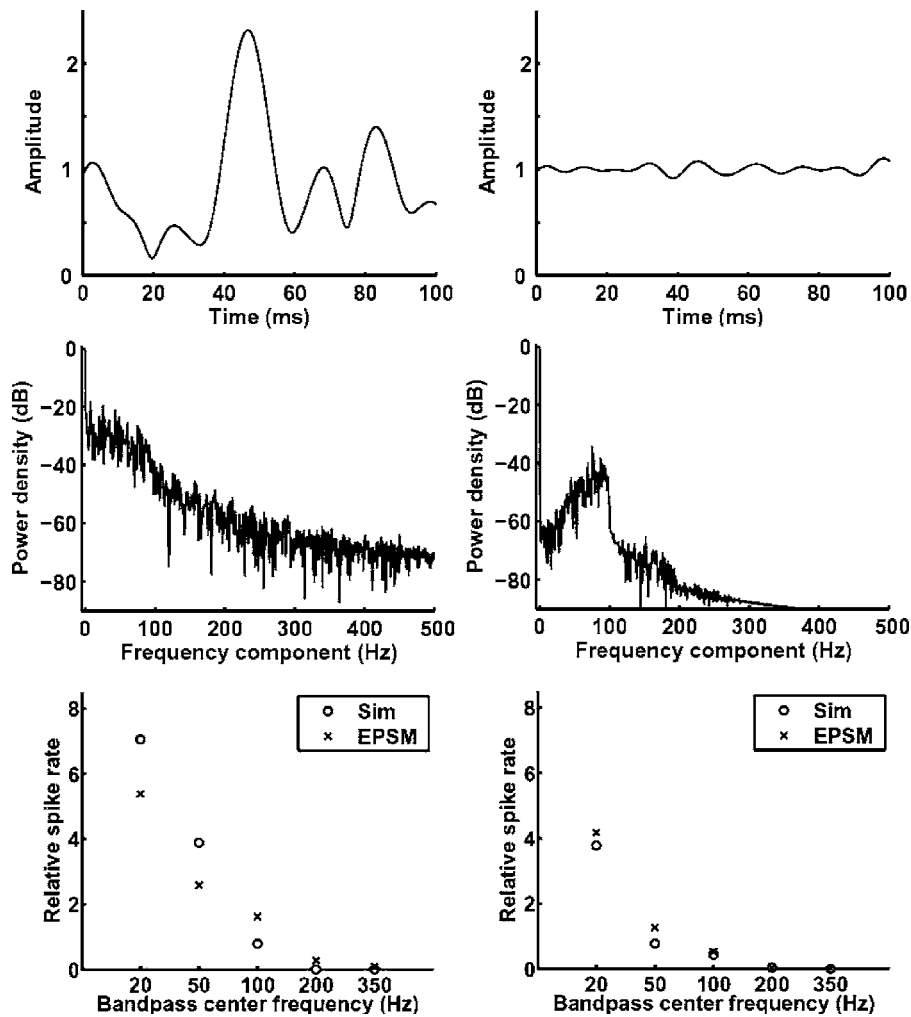 Amplitude
2
1
0
0 20 40 60 80 100
Time (ms)
Amplitude
2
1
0
0 20 40 60 80 100
Time (ms)
Power density (dB)
0
−20
−40
−60
−80
0 100 200 300 400 500
Frequency component (Hz)
Power density (dB)
0
−20
−40
−60
−80
0 100 200 300 400 500
Frequency component (Hz)
Relative spike rate
8
6
4
2
0
Sim
EPSM
20 50 100 200 350
Bandpass center frequency (Hz)
Relative spike rate
8
6
4
2
0
Sim
EPSM
20 50 100 200 350
Bandpass center frequency (Hz)